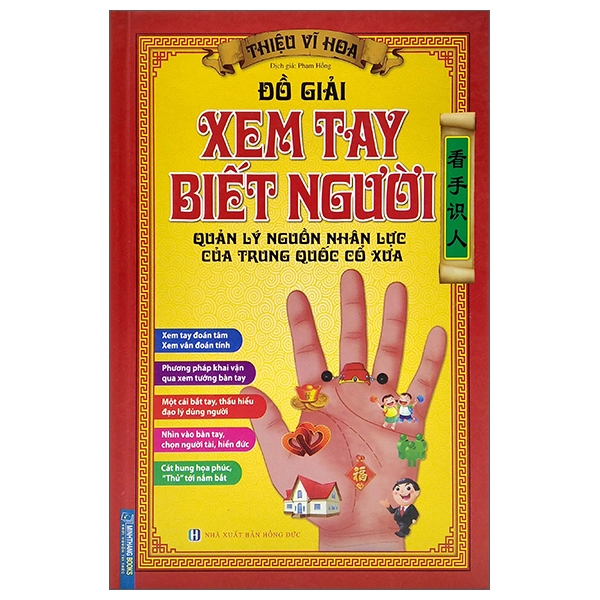 THIỆU VĨ HOA
Dịch giả: Phạm Hồng
ĐỒ GIẢI
XEM TAY
BIẾT NGƯỜI
QUẢN LÝ NGUỒN NHÂN LỰC
CỦA TRUNG QUỐC CỔ XƯA
看手识人
Xem tay đoán tâm
Xem vân đoán tính
Phương pháp khai vận
qua xem tướng bàn tay
Một cái bắt tay, thấu hiểu
đạo lý dùng người
Nhìn vào bàn tay,
chọn người tài, hiền đức
Cát hung họa phúc,
"Thủ" tới nắm bắt
福
NHÀ XUẤT BẢN HỒNG ĐỨC
MINHTHANG BOOKS